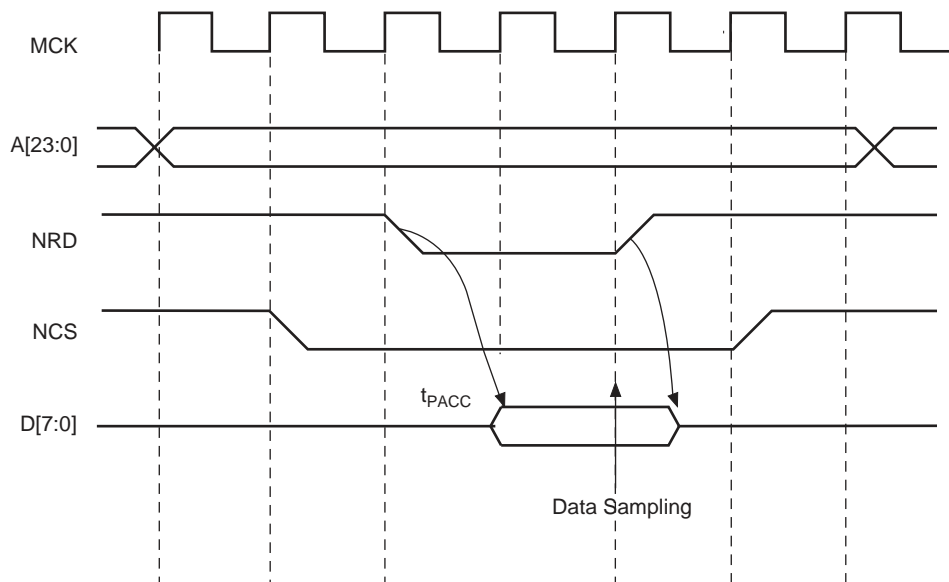 MCK
A[23:0]
NRD
NCS
tPACC
D[7:0]
Data Sampling